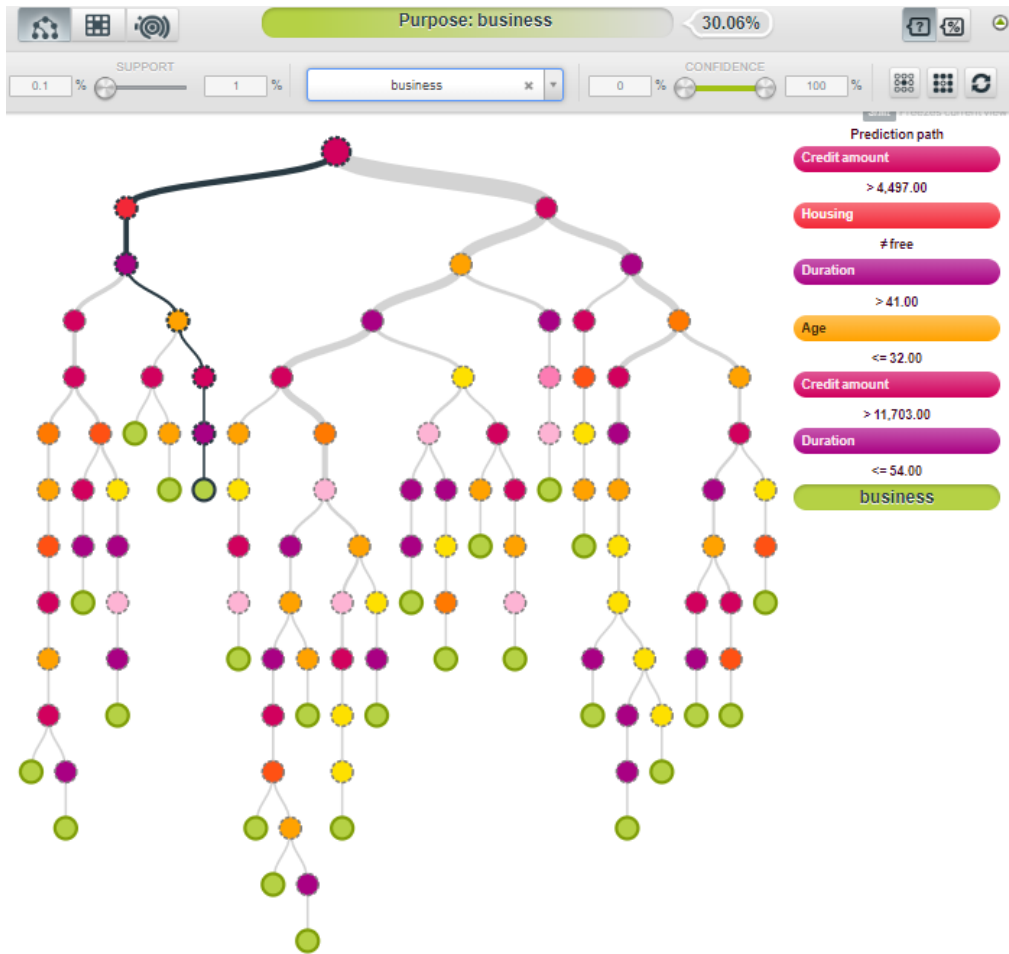 Purpose: business
30.06%
SUPPORT
0.1 %
1 %
business
CONFIDENCE
0 %
100 %
Prediction path
Credit amount
> 4,497.00
Housing
≠ free
Duration
> 41.00
Age
<= 32.00
Credit amount
> 11,703.00
Duration
<= 54.00
business